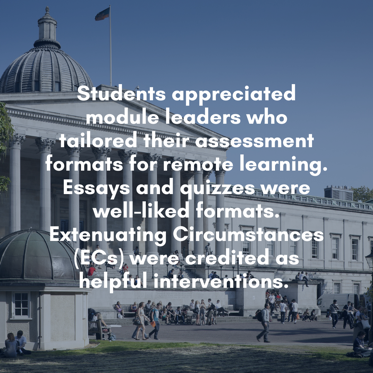 Students appreciated
module leaders who
tailored their assessment
formats for remote learning.
Essays and quizzes were
well-liked formats.
Extenuating Circumstances
(ECs) were credited as
helpful interventions.